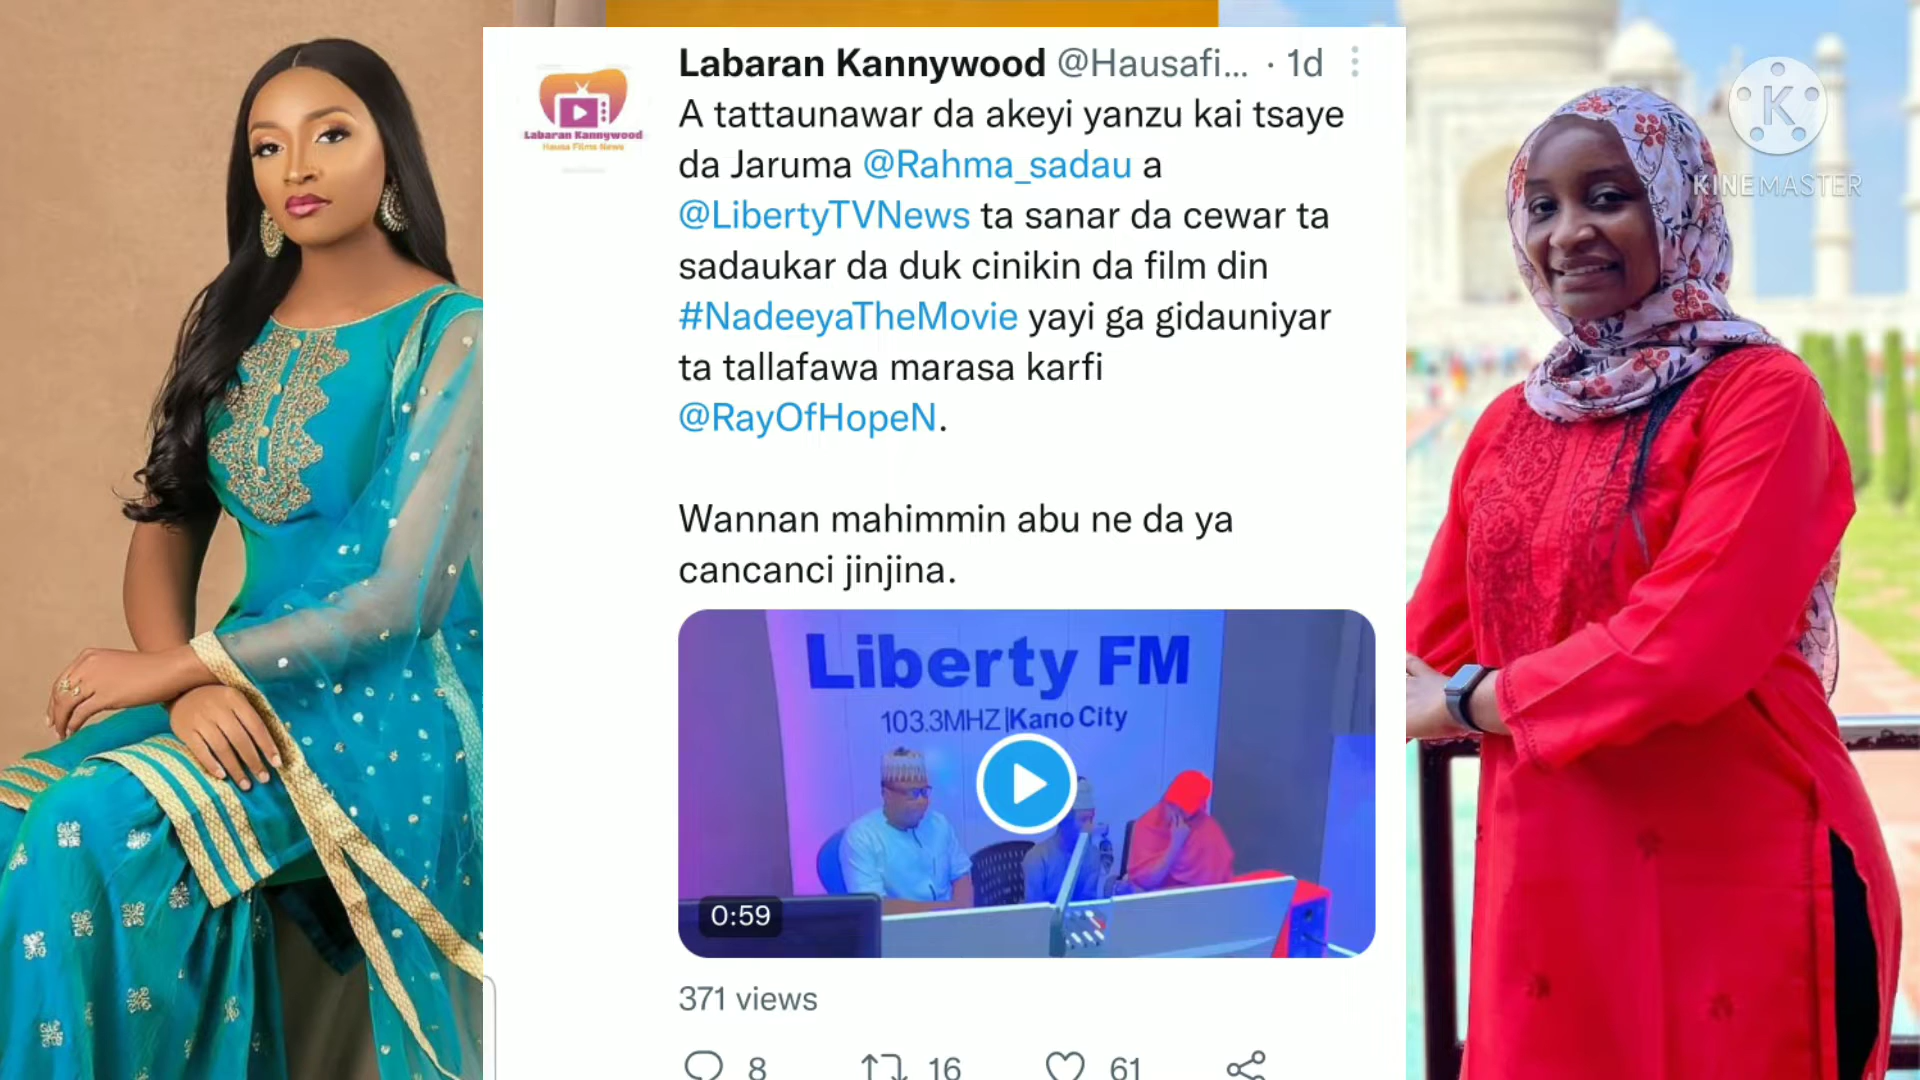 Labaran Kannywood @Hausafi... · 1d
A tattaunawar da akeyi yanzu kai tsaye
da Jaruma @Rahma_sadau a
@LibertyTVNews ta sanar da cewar ta
sadaukar da duk cinikin da film din
#NadeeyaTheMovie yayi ga gidauniyar
ta tallafawa marasa karfi
@RayOfHopeN.
Wannan mahimmin abu ne da ya
cancanci jinjina.
Labaran Kannywood
Hausa Films News
Liberty FM
103.3MHZ|Kano City
0:59
371 views
8 16 61
K
KINEMASTER